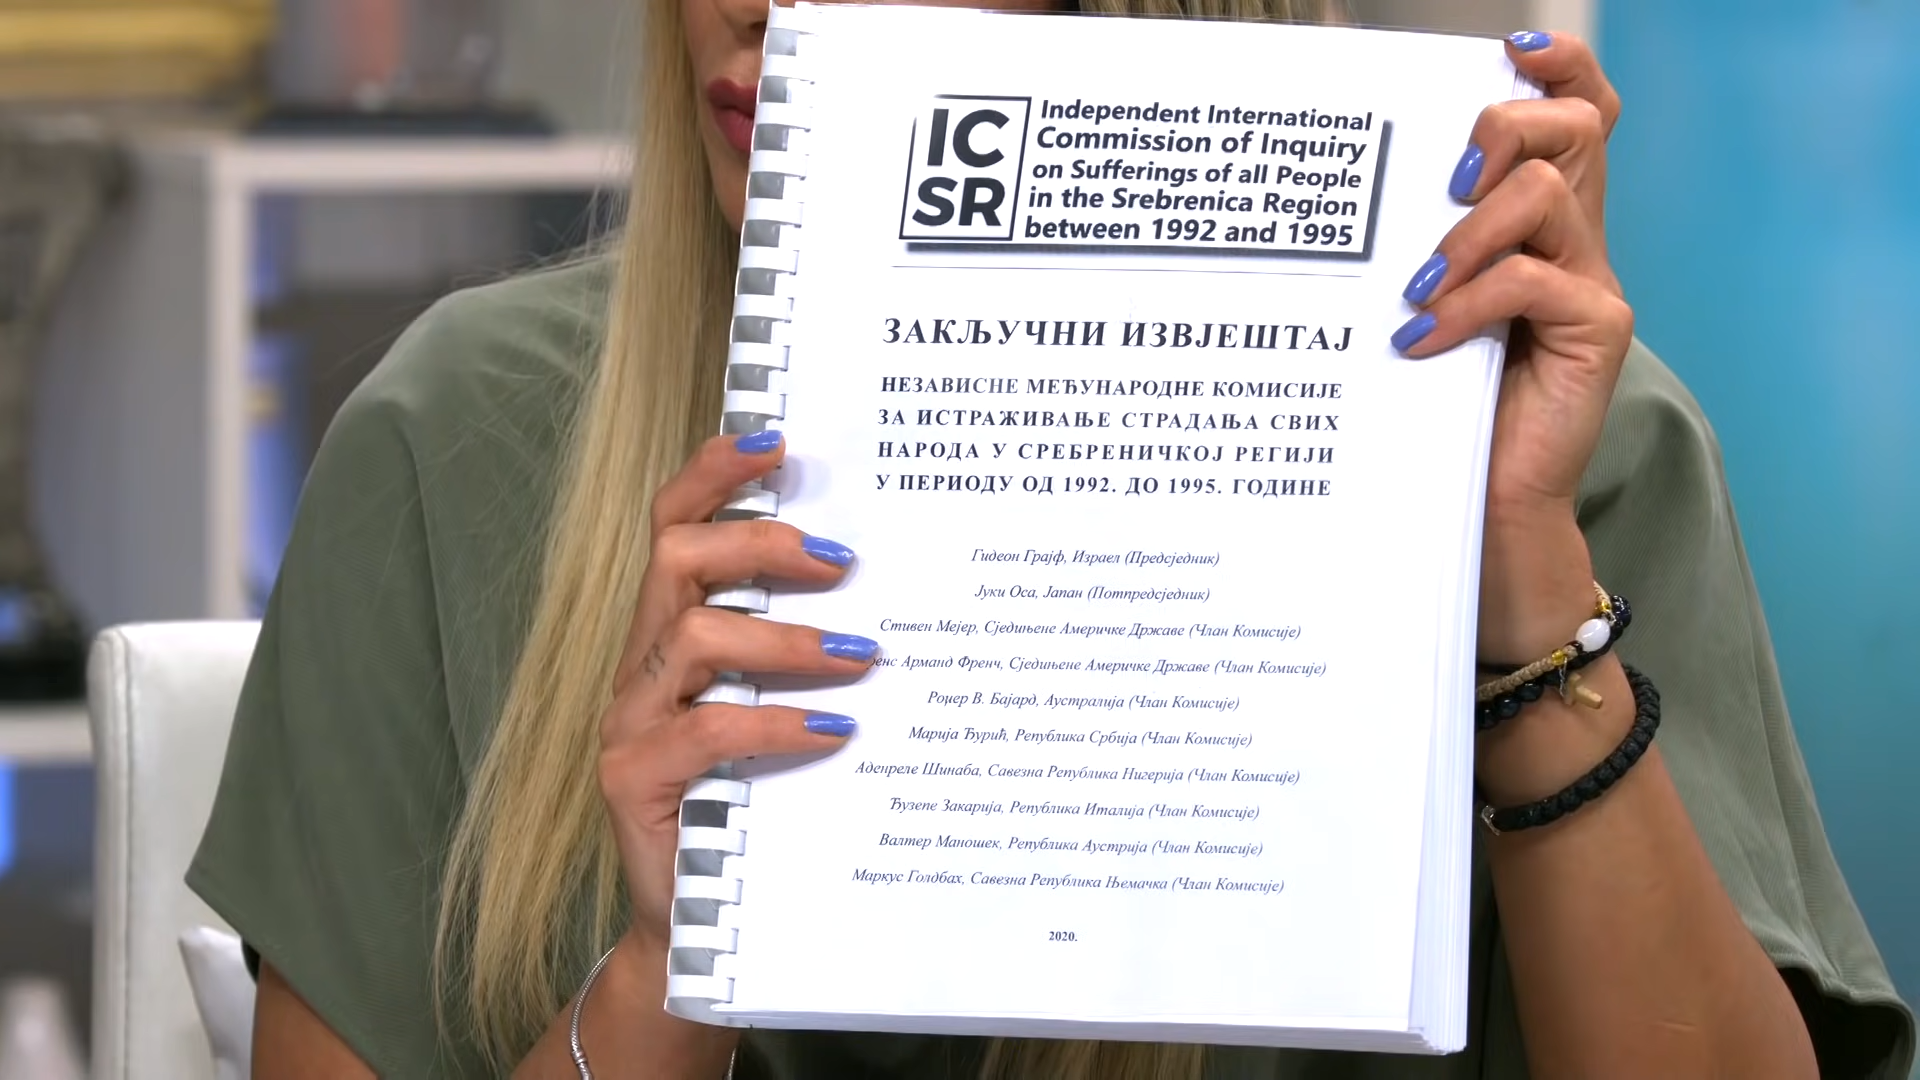 IC
SR
Independent International
Commission of Inquiry
on Sufferings of all People
in the Srebrenica Region
between 1992 and 1995
ЗАКЉУЧНИ ИЗВЈЕШТАЈ
НЕЗАВИСНЕ МЕЂУНАРОДНЕ КОМИСИЈЕ
ЗА ИСТРАЖИВАЊЕ СТРАДАЊА СВИХ
НАРОДА У СРЕБРЕНИЧКОЈ РЕГИЈИ
У ПЕРИОДУ ОД 1992. ДО 1995. ГОДИНЕ
Гидеон Грајф, Израел (Предсједник)
Јуки Оса, Јапан (Потпредсједник)
Стивен Мејер, Сједињене Америчке Државе (Члан Комисије)
Арманд Френч, Сједињене Америчке Државе (Члан Комисије)
Роџер В. Бајард, Аустралија (Члан Комисије)
Марија Ђурић, Република Србија (Члан Комисије)
Аденреле Шинаба, Савезна Република Нигерија (Члан Комисије)
Ђузепе Закарија, Република Италија (Члан Комисије)
Валтер Маношек, Република Аустрија (Члан Комисије)
Маркус Голдбах, Савезна Република Њемачка (Члан Комисије)
2020.